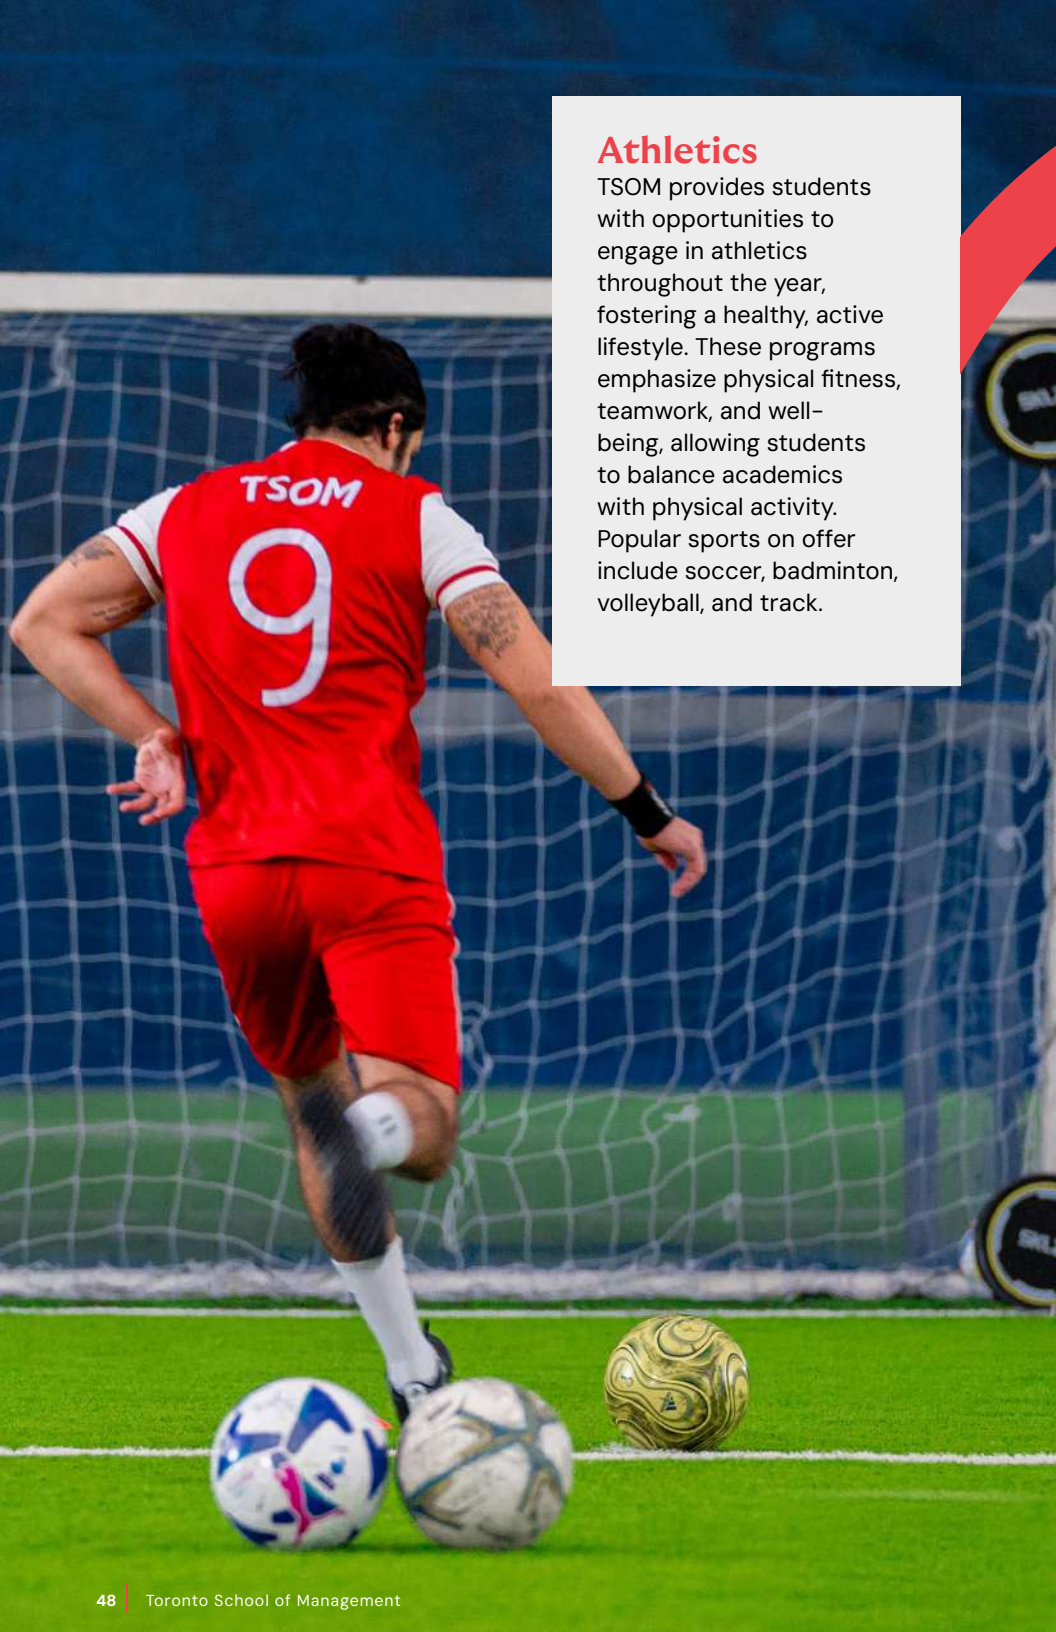 Athletics
TSOM provides students
with opportunities to
engage in athletics
throughout the year,
fostering a healthy, active
lifestyle. These programs
emphasize physical fitness,
teamwork, and well-
being, allowing students
to balance academics
with physical activity.
Popular sports on offer
include soccer, badminton,
volleyball, and track.
TSOM
9
48
Toronto School of Management